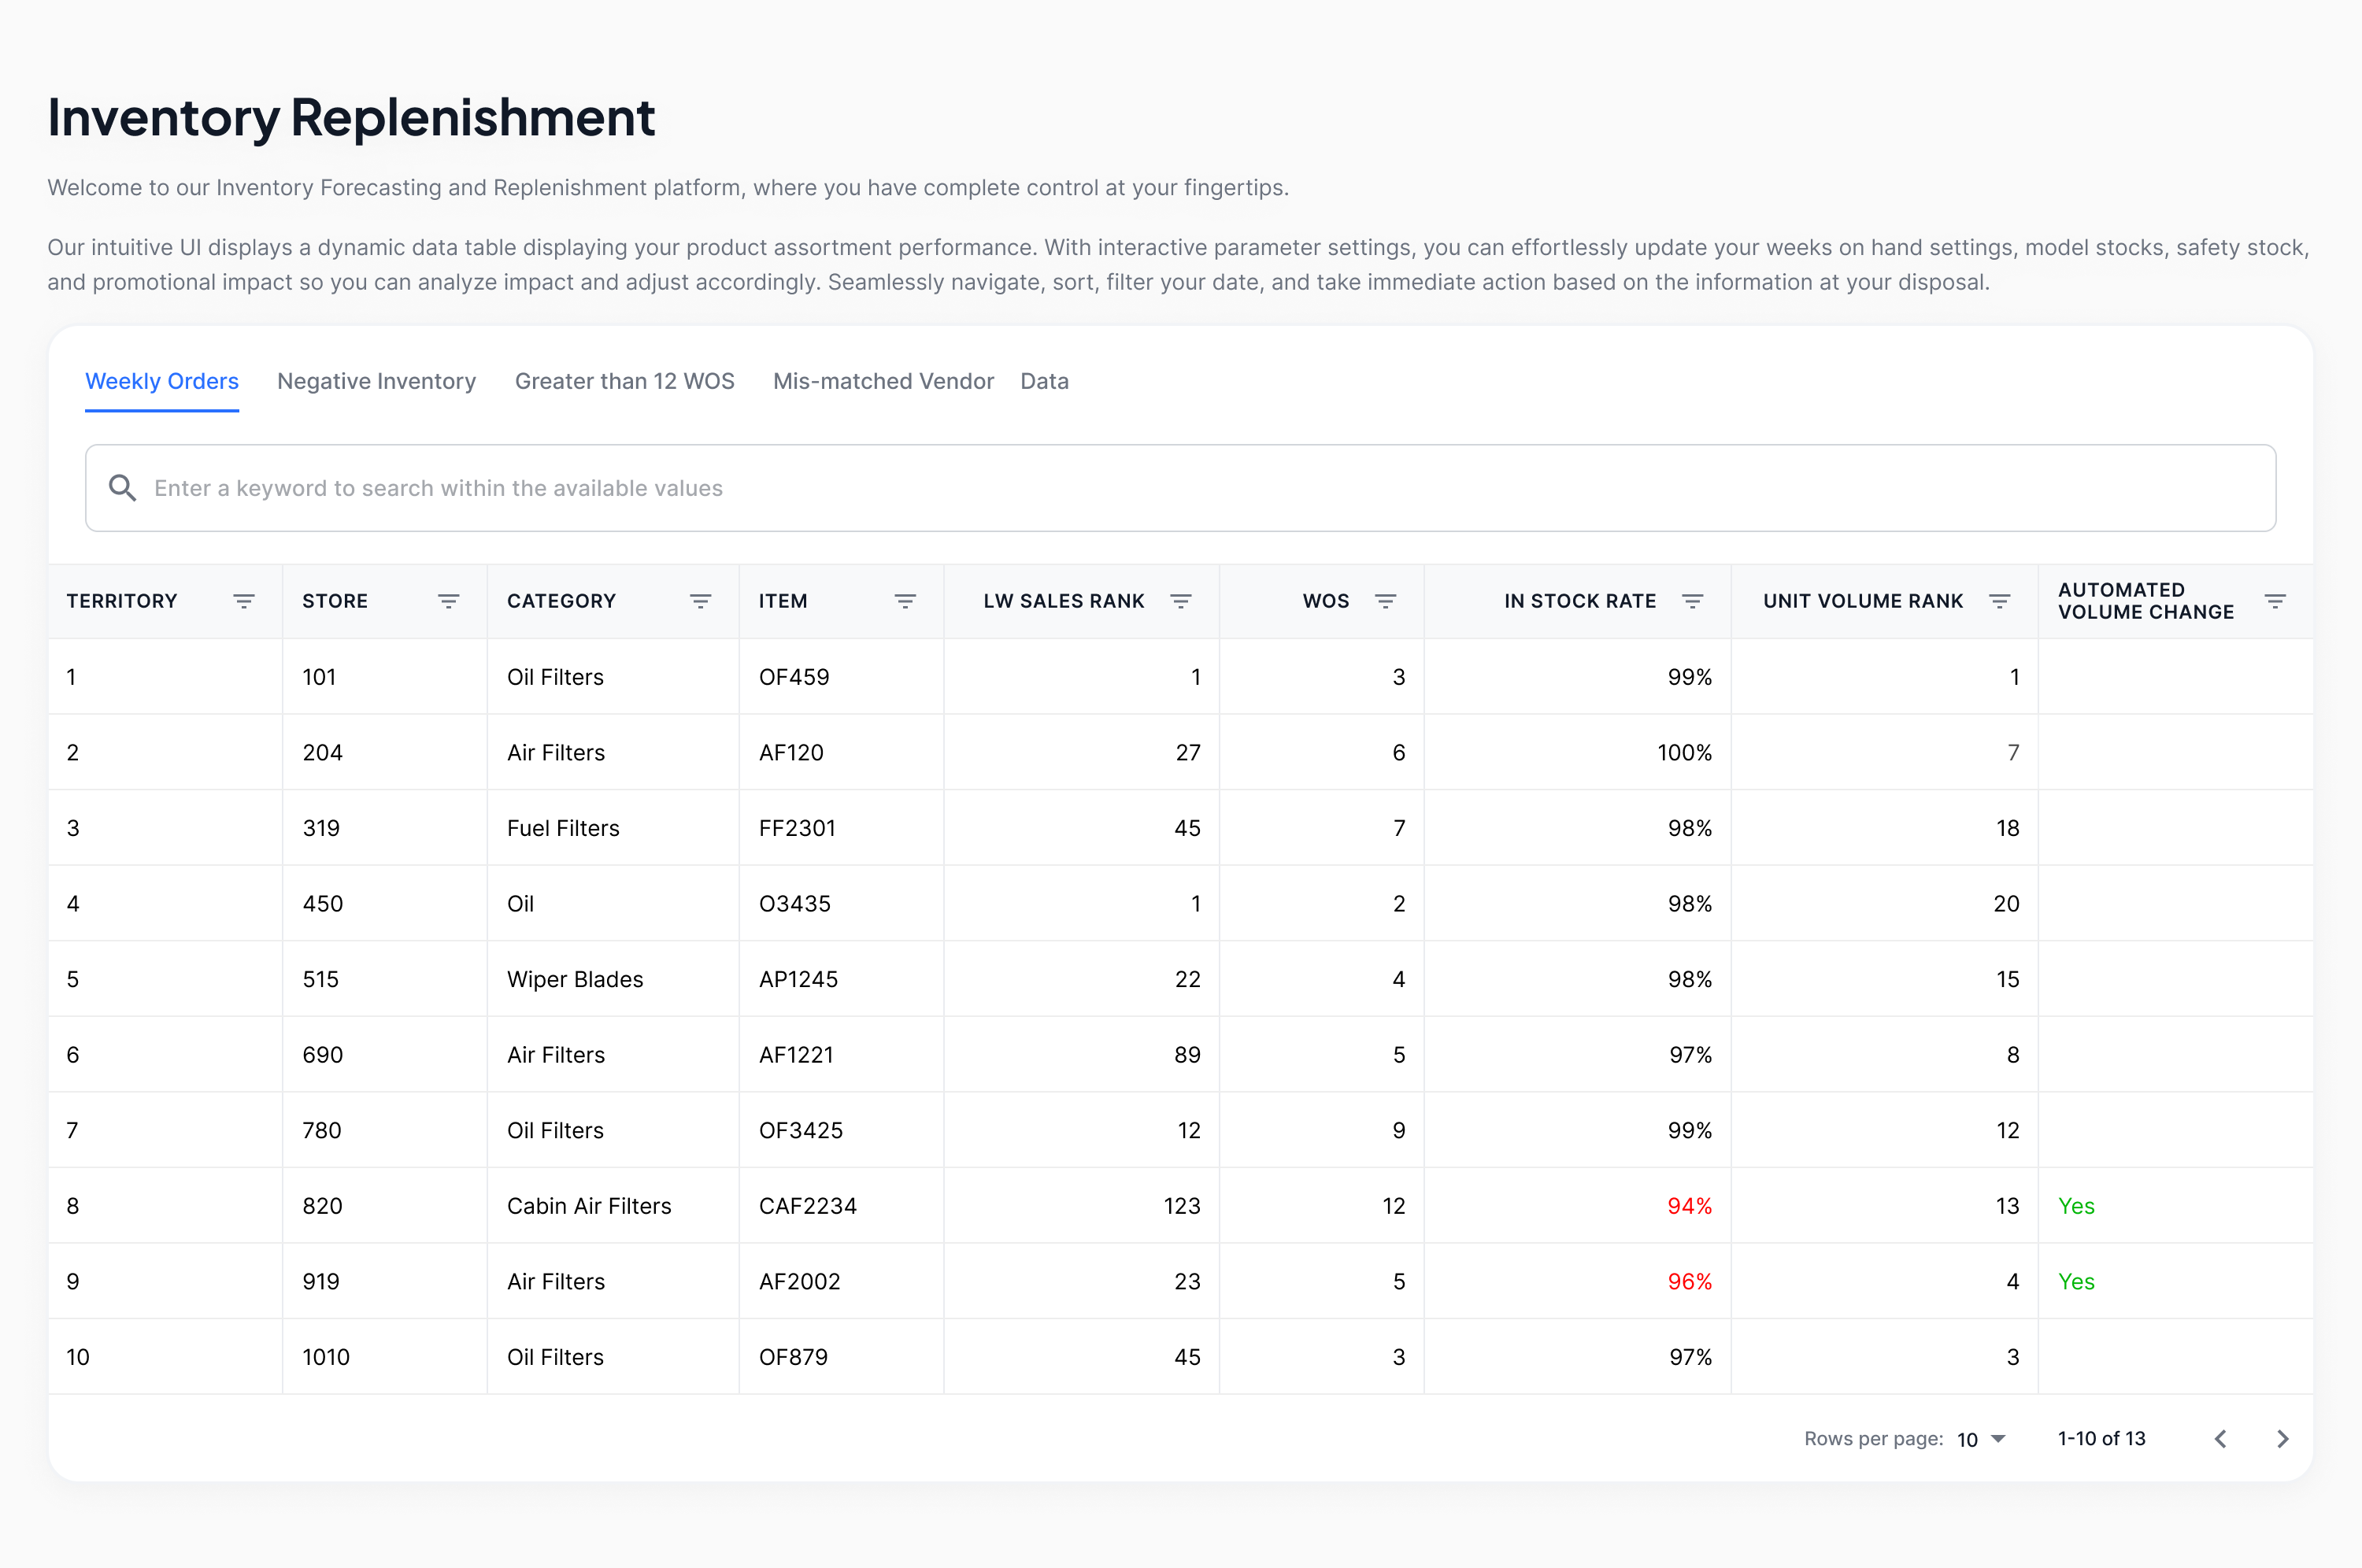 Inventory Replenishment
Welcome to our Inventory Forecasting and Replenishment platform, where you have complete control at your fingertips.
Our intuitive UI displays a dynamic data table displaying your product assortment performance. With interactive parameter settings, you can effortlessly update your weeks on hand settings, model stocks, safety stock,
and promotional impact so you can analyze impact and adjust accordingly. Seamlessly navigate, sort, filter your date, and take immediate action based on the information at your disposal.
Weekly Orders Negative Inventory Greater than 12 WOS Mis-matched Vendor Data
Enter a keyword to search within the available values
TERRITORY STORE CATEGORY ITEM LW SALES RANK WOS IN STOCK RATE UNIT VOLUME RANK AUTOMATED
VOLUME CHANGE
1 101 Oil Filters OF459 1 3 99% 1
2 204 Air Filters AF120 27 6 100% 7
3 319 Fuel Filters FF2301 45 7 98% 18
4 450 Oil O3435 1 2 98% 20
5 515 Wiper Blades AP1245 22 4 98% 15
6 690 Air Filters AF1221 89 5 97% 8
7 780 Oil Filters OF3425 12 9 99% 12
8 820 Cabin Air Filters CAF2234 123 12 94% 13 Yes
9 919 Air Filters AF2002 23 5 96% 4 Yes
10 1010 Oil Filters OF879 45 3 97% 3
Rows per page: 10 1-10 of 13